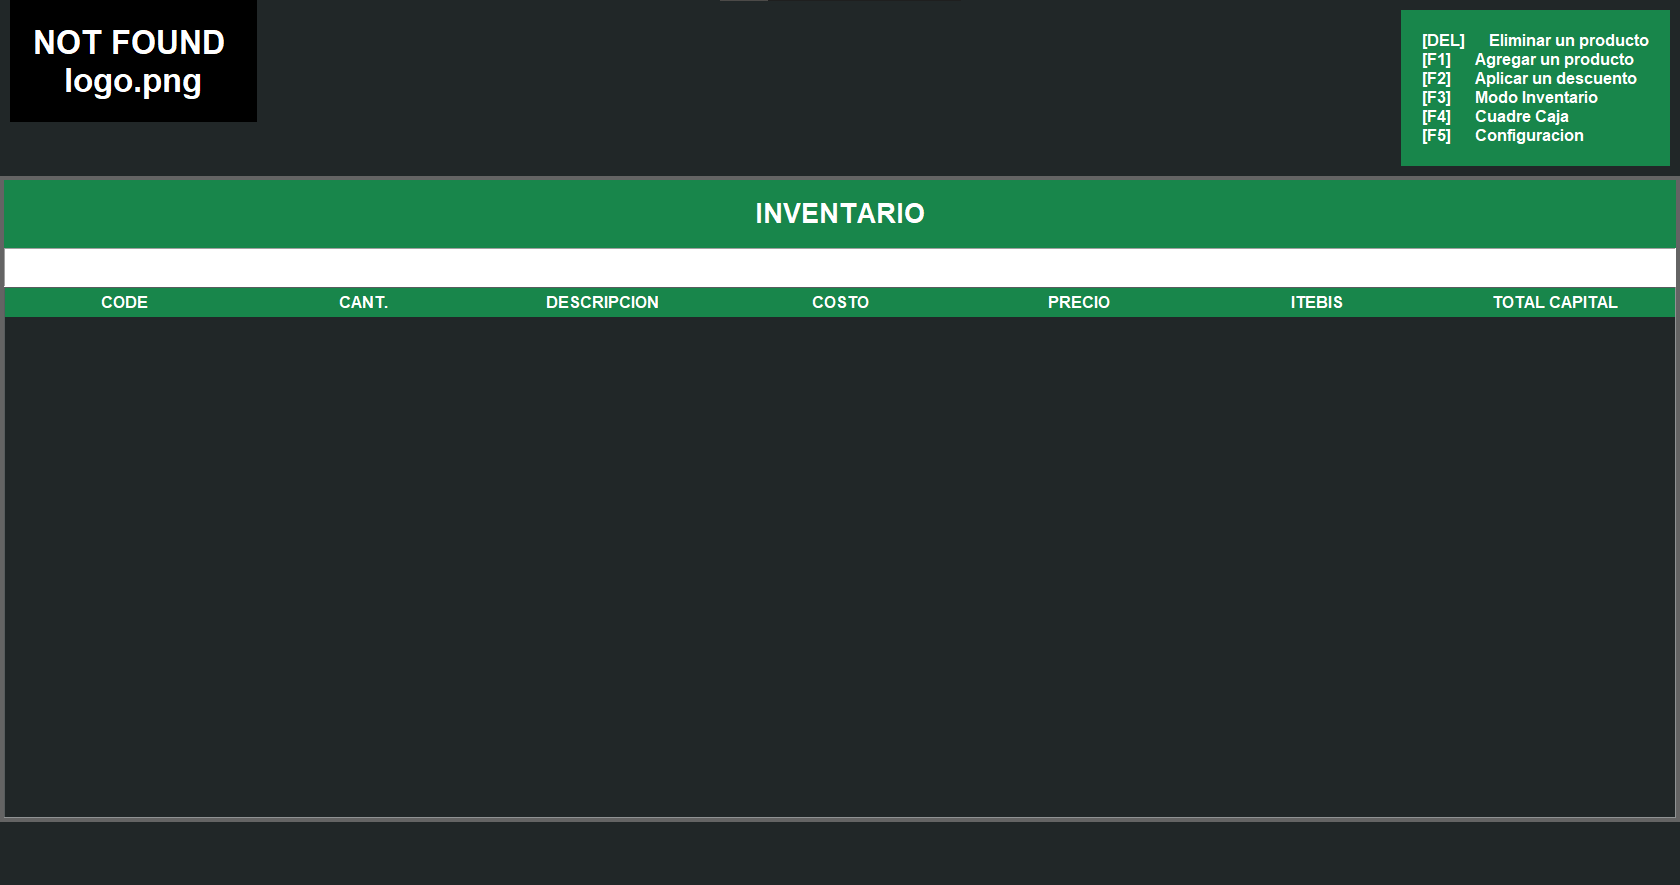 NOT FOUND
logo.png
[DEL] Eliminar un producto
[F1] Agregar un producto
[F2] Aplicar un descuento
[F3] Modo Inventario
[F4] Cuadre Caja
[F5] Configuracion
INVENTARIO
CODE CANT. DESCRIPCION COSTO PRECIO ITEBIS TOTAL CAPITAL